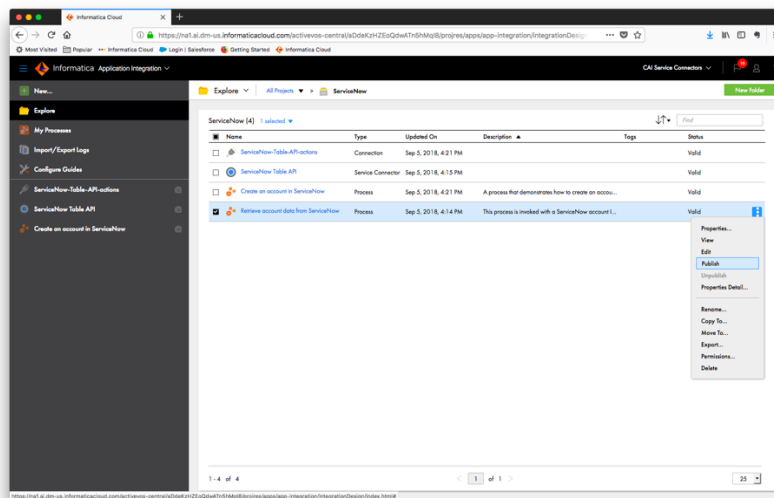 Informatica Cloud
https://na1.ai.dm-us.informaticacloud.com/activevos-central/
Most Visited Popular Informatica Cloud Login | Salesforce Getting Started Informatica Cloud
Informatica Application Integration CAI Service Connectors
New... Explore All Projects > ServiceNow New Folder
Explore
ServiceNow (4) 1 selected Find
My Processes
Name Type Updated On Description Tags Status
Import/Export Logs
ServiceNow-Table-API-actions Connection Sep 5, 2018, 4:21 PM Valid
Configure Guides
ServiceNow Table API Service Connector Sep 5, 2018, 4:15 PM Valid
ServiceNow-Table-API-actions
Create an account in ServiceNow Process Sep 5, 2018, 4:21 PM A process that demonstrates how to create an accou... Valid
ServiceNow Table API
Retrieve account data from ServiceNow Process Sep 5, 2018, 4:14 PM This process is invoked with a ServiceNow account I... Valid
Create an account in ServiceNow
Properties...
View
Edit
Publish
Unpublish
Properties Detail...
Rename...
Copy To...
Move To...
Export...
Permissions...
Delete
1 - 4 of 4 1 of 1 25